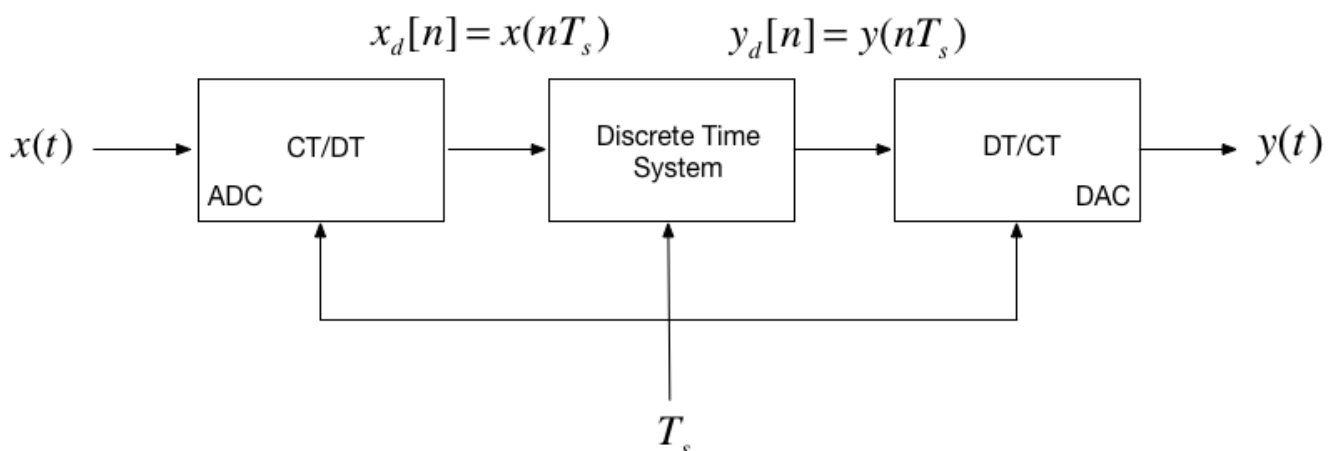 x_d[n] = x(nT_s)
y_d[n] = y(nT_s)
x(t)
CT/DT
ADC
Discrete Time
System
DT/CT
DAC
y(t)
T_s